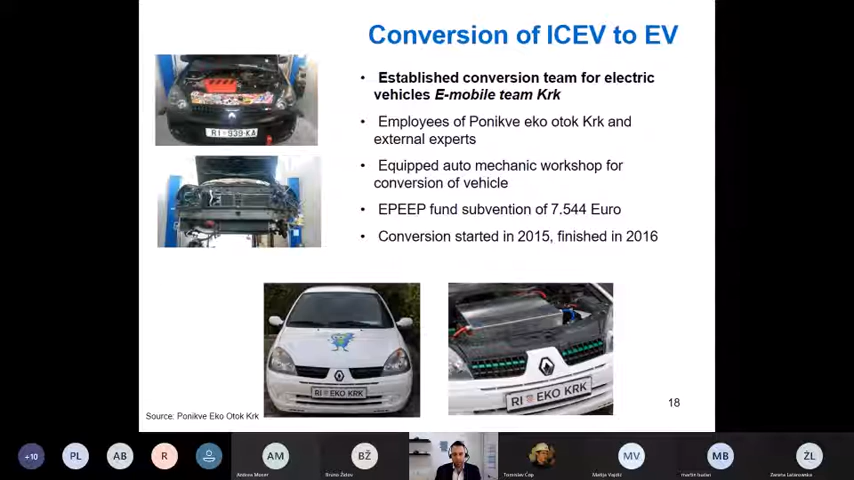 Conversion of ICEV to EV
• Established conversion team for electric
vehicles E-mobile team Krk
• Employees of Ponikve eko otok Krk and
external experts
• Equipped auto mechanic workshop for
conversion of vehicle
• EPEEP fund subvention of 7.544 Euro
• Conversion started in 2015, finished in 2016
RI 939-KA
RI EKO KRK
RI EKO KRK
18
Source: Ponikve Eko Otok Krk
+10
PL
AB
R
AM
BŽ
MV
MB
ŽL